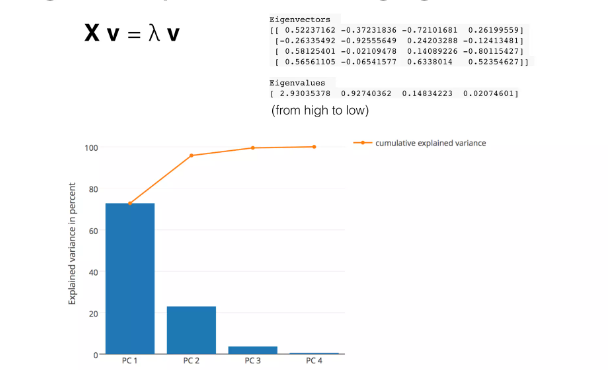 X v = λ v
Eigenvectors
[[ 0.52237162 -0.37231836 -0.72101681 0.26199559]
[-0.26335492 -0.92555649 0.24203288 -0.12413481]
[ 0.58125401 -0.02109478 0.14089226 -0.80115427]
[ 0.56561105 -0.06541577 0.6338014 0.52354627]]
Eigenvalues
[ 2.93035378 0.92740362 0.14834223 0.02074601]
(from high to low)
cumulative explained variance
Explained variance in percent
100
80
60
40
20
0
PC 1 PC 2 PC 3 PC 4